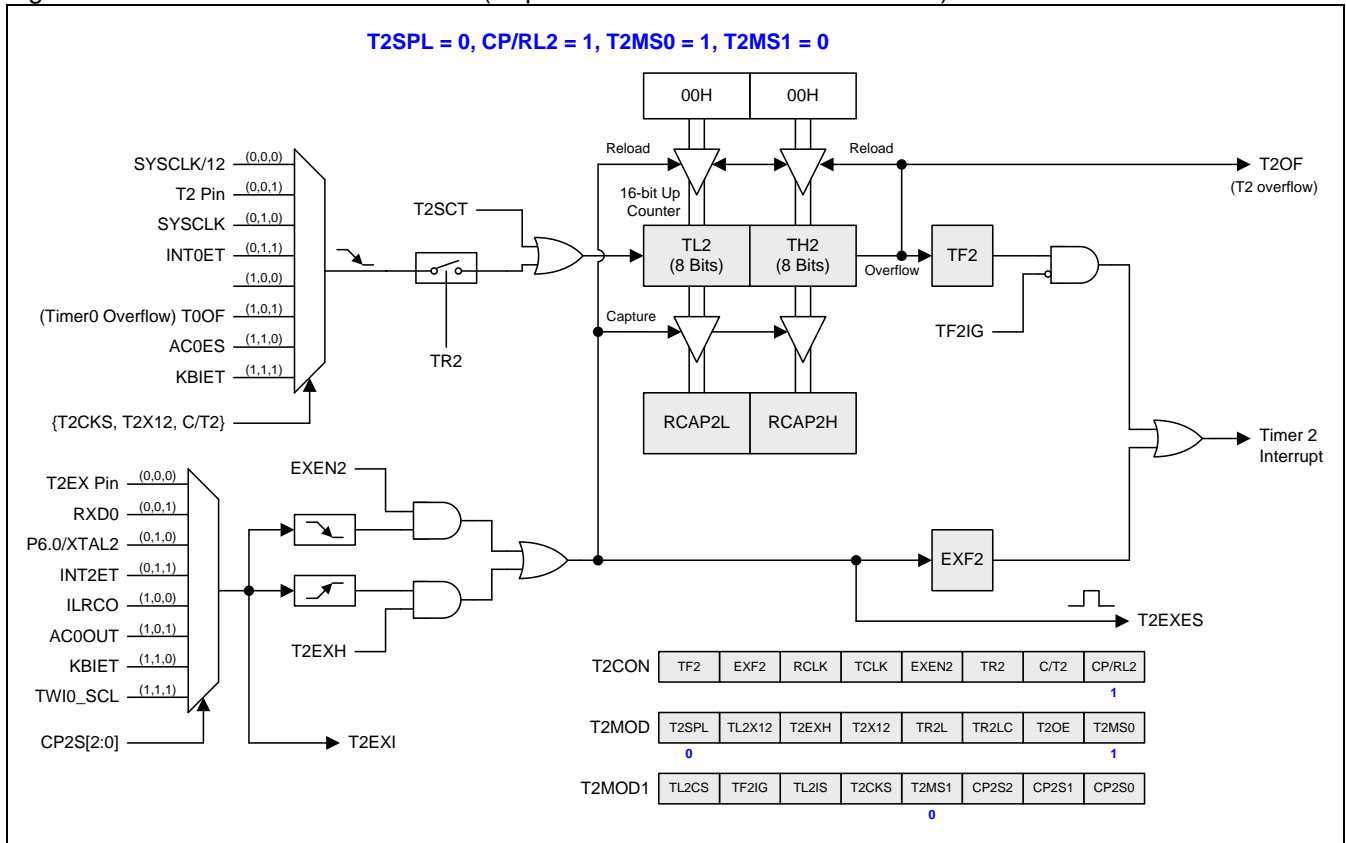 T2SPL = 0, CP/RL2 = 1, T2MS0 = 1, T2MS1 = 0
00H 00H
Reload Reload
T2OF
(T2 overflow)
16-bit Up
Counter
SYSCLK/12 (0,0,0)
T2 Pin (0,0,1)
SYSCLK (0,1,0)
INT0ET (0,1,1)
(1,0,0)
(Timer0 Overflow) T0OF (1,0,1)
AC0ES (1,1,0)
KBIET (1,1,1)
{T2CKS, T2X12, C/T2}
T2SCT
TR2
TL2
(8 Bits)
TH2
(8 Bits)
Overflow
TF2
TF2IG
Capture
RCAP2L RCAP2H
Timer 2
Interrupt
T2EX Pin (0,0,0)
RXD0 (0,0,1)
P6.0/XTAL2 (0,1,0)
INT2ET (0,1,1)
ILRCO (1,0,0)
AC0OUT (1,0,1)
KBIET (1,1,0)
TWI0_SCL (1,1,1)
CP2S[2:0]
EXEN2
T2EXH
T2EXI
EXF2
T2EXES
T2CON TF2 EXF2 RCLK TCLK EXEN2 TR2 C/T2 CP/RL2
1
T2MOD T2SPL TL2X12 T2EXH T2X12 TR2L TR2LC T2OE T2MS0
0 1
T2MOD1 TL2CS TF2IG TL2IS T2CKS T2MS1 CP2S2 CP2S1 CP2S0
0